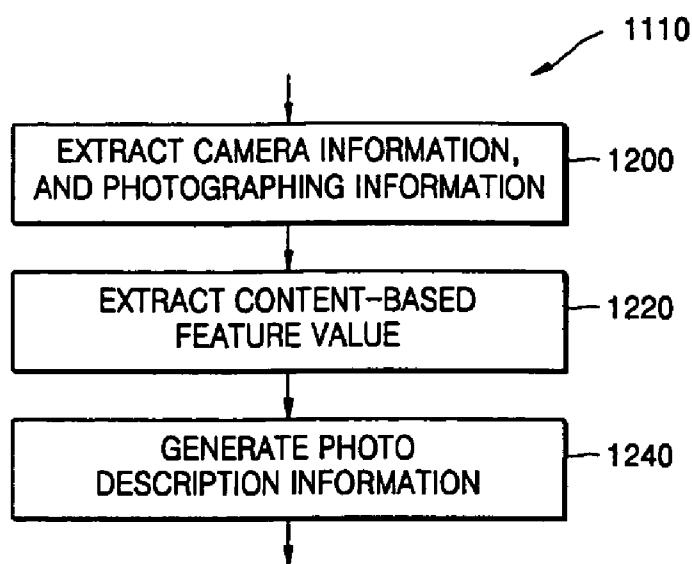 1110
EXTRACT CAMERA INFORMATION,
AND PHOTOGRAPHING INFORMATION
1200
EXTRACT CONTENT-BASED
FEATURE VALUE
1220
GENERATE PHOTO
DESCRIPTION INFORMATION
1240